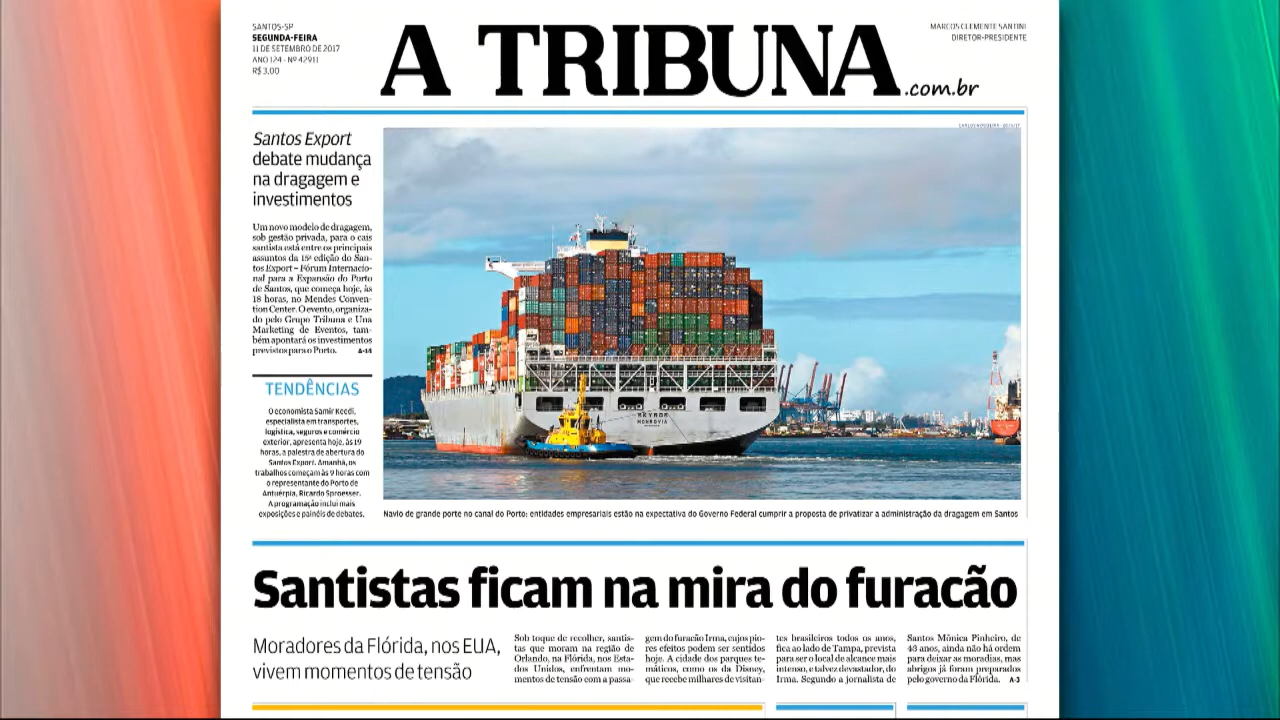 SANTOS-SP
SEGUNDA-FEIRA
11 DE SETEMBRO DE 2017
ANO 124 - Nº 42911
R$ 3,00
A TRIBUNA
.com.br
MARCOS CLEMENTE SANTINI
DIRETOR-PRESIDENTE
Santos Export
debate mudança
na dragagem e
investimentos
Um novo modelo de dragagem,
sob gestão privada, para o cais
santista está entre os principais
assuntos da 15ª edição do San-
tos Export – Fórum Internacio-
nal para a Expansão do Porto
de Santos, que começa hoje, às
18 horas, no Mendes Conven-
tion Center. O evento, organiza-
do pelo Grupo Tribuna e Una
Marketing de Eventos, tam-
bém apontará os investimentos
previstos para o Porto. A-14
TENDÊNCIAS
O economista Samir Keedi,
especialista em transportes,
logística, seguros e comércio
exterior, apresenta hoje, às 19
horas, a palestra de abertura do
Santos Export. Amanhã, os
trabalhos começam às 9 horas com
o representante do Porto de
Antuérpia, Ricardo Sproesser.
A programação inclui mais
exposições e painéis de debates.
SKYROS
MONROVIA
Navio de grande porte no canal do Porto: entidades empresariais estão na expectativa do Governo Federal cumprir a proposta de privatizar a administração da dragagem em Santos
Santistas ficam na mira do furacão
Moradores da Flórida, nos EUA,
vivem momentos de tensão
Sob toque de recolher, santis-
tas que moram na região de
Orlando, na Flórida, nos Esta-
dos Unidos, enfrentam mo-
mentos de tensão com a passa-
gem do furacão Irma, cujos pio-
res efeitos podem ser sentidos
hoje. A cidade dos parques te-
máticos, como os da Disney,
que recebe milhares de visitan-
tes brasileiros todos os anos,
fica ao lado de Tampa, prevista
para ser o local de alcance mais
intenso, e talvez devastador, do
Irma. Segundo a jornalista de
Santos Mônica Pinheiro, de
43 anos, ainda não há ordem
para deixar as moradias, mas
abrigos já foram preparados
pelo governo da Flórida. A-3